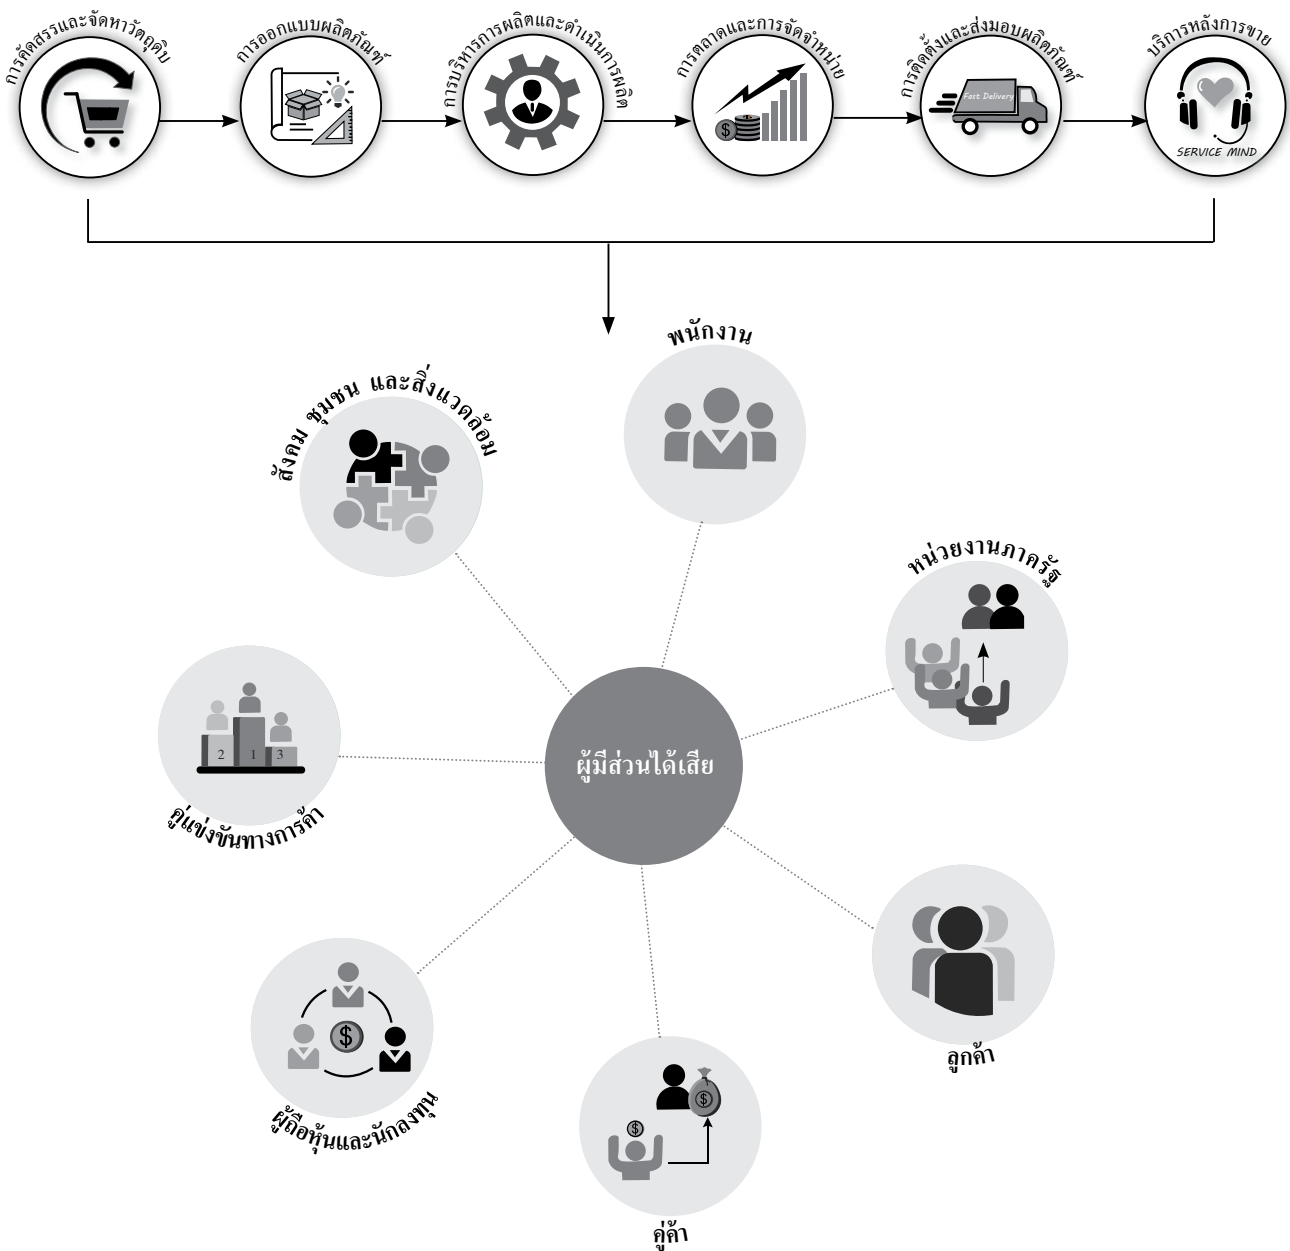 การคัดสรรและจัดหาวัตถุดิบ
การออกแบบผลิตภัณฑ์
การบริหารการผลิตและดำเนินการผลิต
การตลาดและการจัดจำหน่าย
การติดตั้งและส่งมอบผลิตภัณฑ์
บริการหลังการขาย
$
Fast Delivery
SERVICE MIND
พนักงาน
สังคม ชุมชน และสิ่งแวดล้อม
หน่วยงานภาครัฐ
2 1 3
ผู้มีส่วนได้เสีย
คู่แข่งขันทางการค้า
ลูกค้า
$
ผู้ถือหุ้นและนักลงทุน
$
$
คู่ค้า